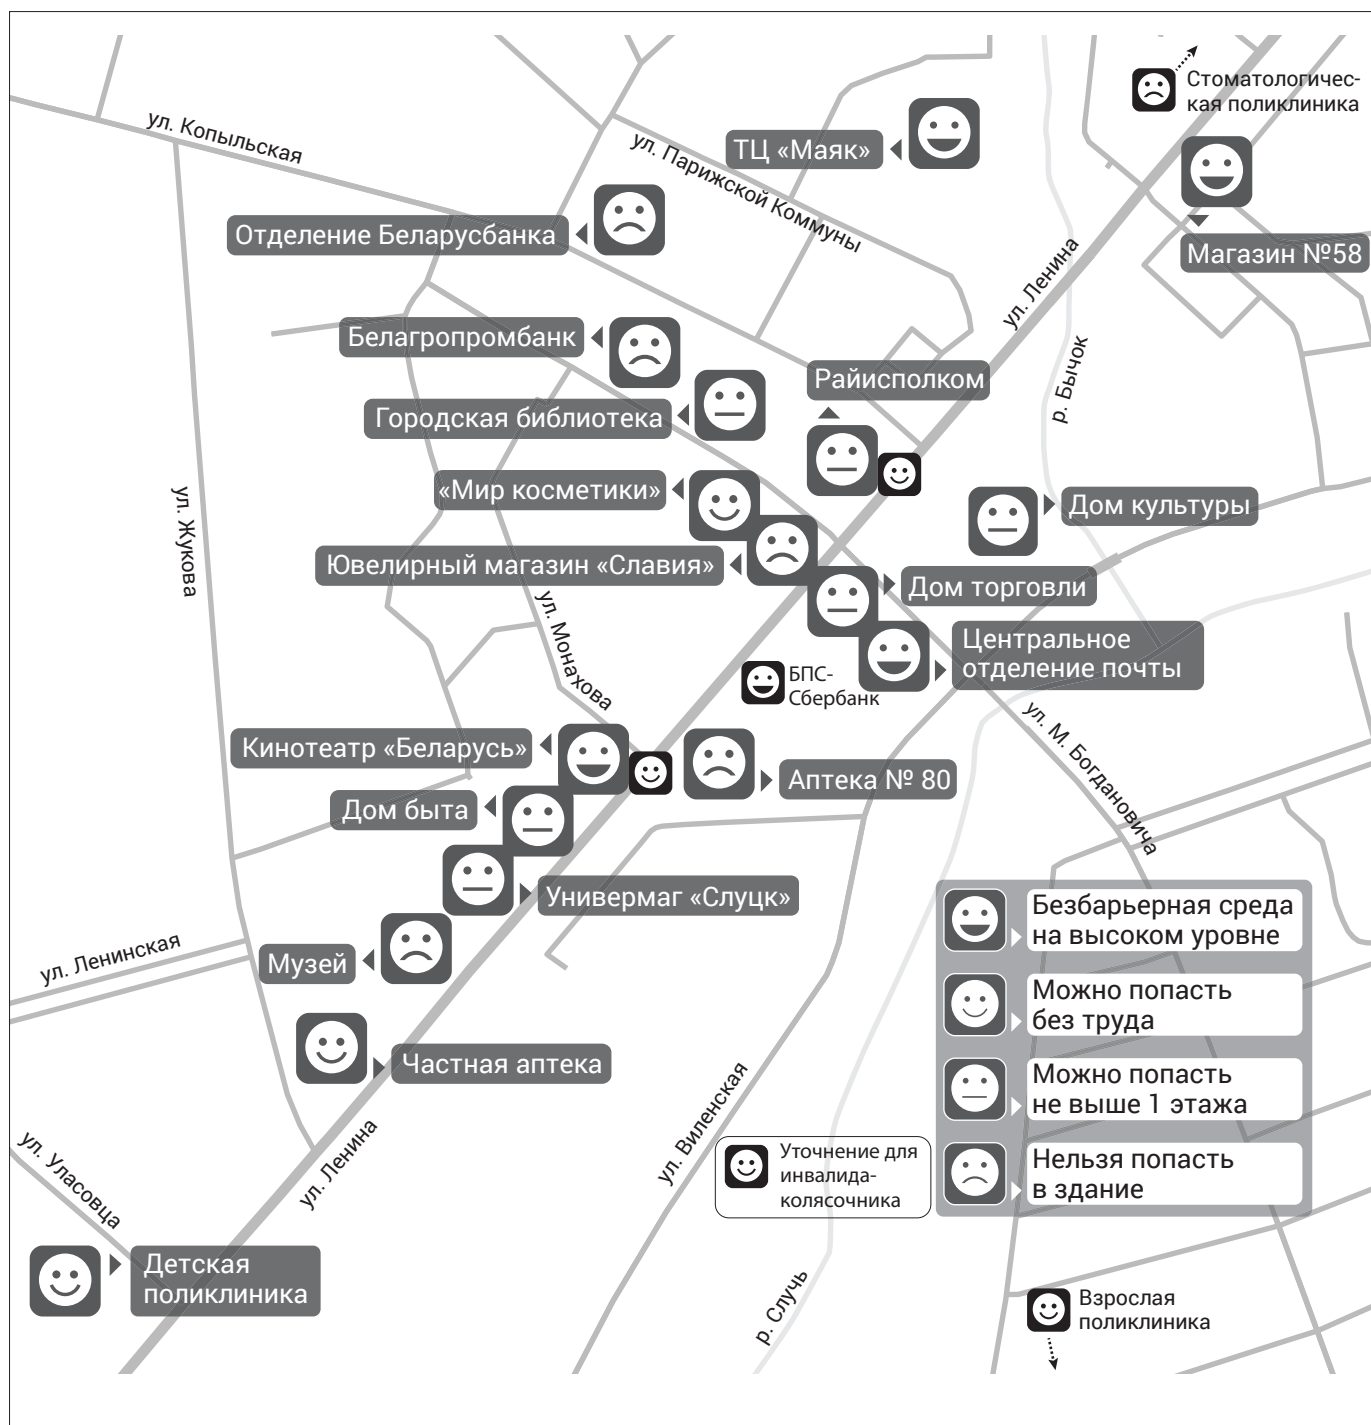 Стоматологичес-
кая поликлиника
ул. Копыльская
ТЦ «Маяк»
ул. Парижской Коммуны
Отделение Беларусбанка
Магазин №58
ул. Ленина
Белагропромбанк
Райисполком
р. Бычок
Городская библиотека
«Мир косметики»
ул. Жукова
Дом культуры
Ювелирный магазин «Славия»
Дом торговли
ул. Монахова
Центральное
отделение почты
БПС-
Сбербанк
ул. М. Богдановича
Кинотеатр «Беларусь»
Аптека № 80
Дом быта
Универмаг «Слуцк»
ул. Ленинская
Музей
Частная аптека
Безбарьерная среда
на высоком уровне
Можно попасть
без труда
Можно попасть
не выше 1 этажа
Нельзя попасть
в здание
ул. Виленская
ул. Ленина
ул. Уласовца
Уточнение для
инвалида-
колясочника
Детская
поликлиника
р. Случь
Взрослая
поликлиника